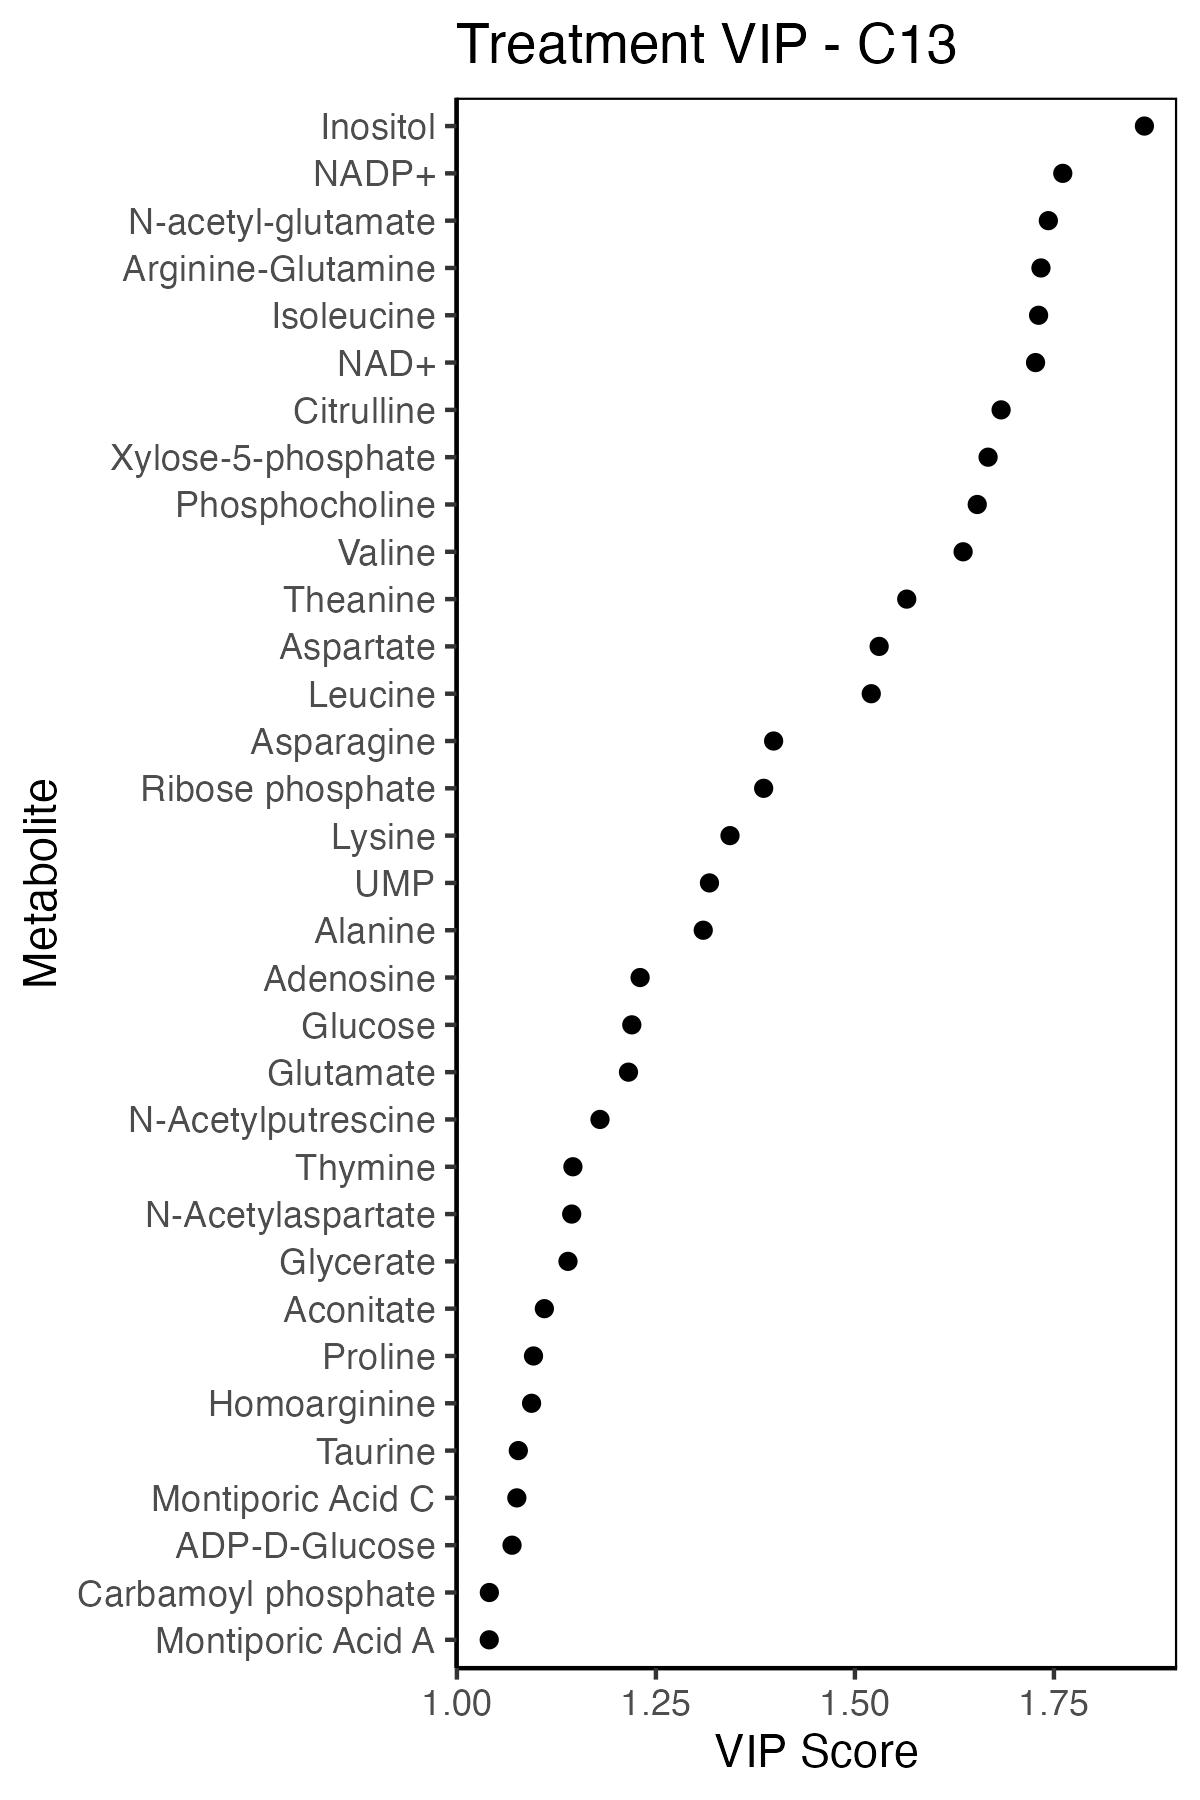 Treatment VIP - C13
Inositol
NADP+
N-acetyl-glutamate
Arginine-Glutamine
Isoleucine
NAD+
Citrulline
Xylose-5-phosphate
Phosphocholine
Valine
Theanine
Aspartate
Leucine
Asparagine
Ribose phosphate
Lysine
UMP
Alanine
Adenosine
Glucose
Glutamate
N-Acetylputrescine
Thymine
N-Acetylaspartate
Glycerate
Aconitate
Proline
Homoarginine
Taurine
Montiporic Acid C
ADP-D-Glucose
Carbamoyl phosphate
Montiporic Acid A
Metabolite
1.00 1.25 1.50 1.75
VIP Score